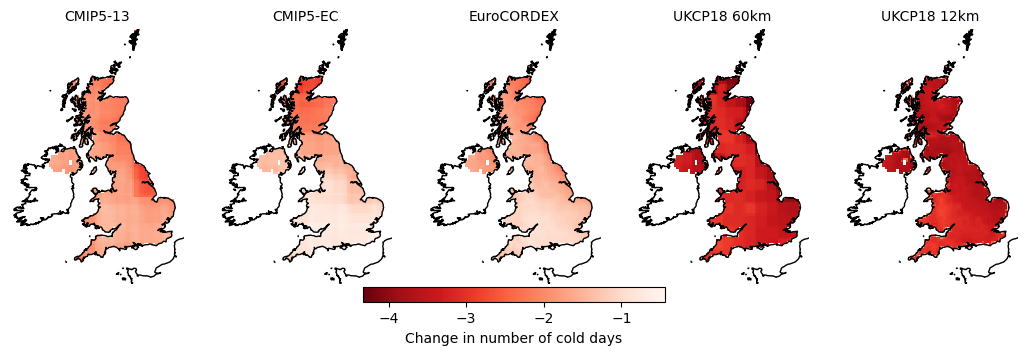 CMIP5-13 CMIP5-EC EuroCORDEX UKCP18 60km UKCP18 12km
−4 −3 −2 −1
Change in number of cold days